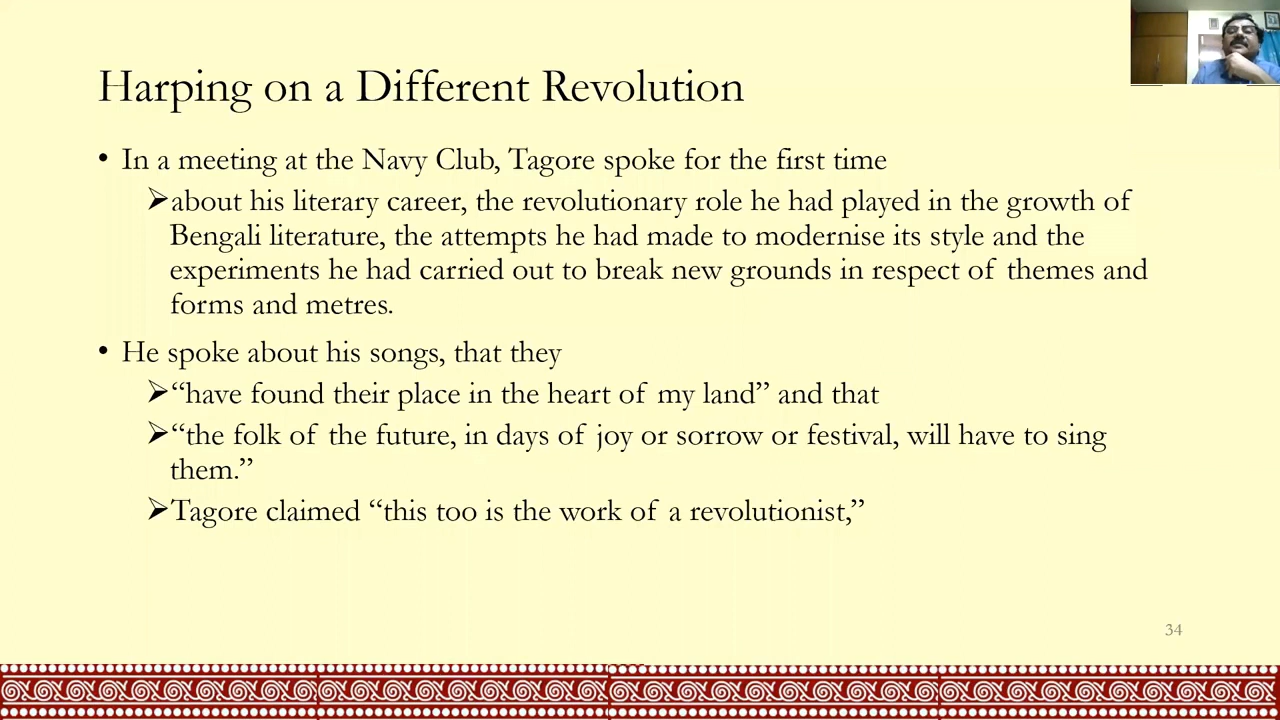 Harping on a Different Revolution
• In a meeting at the Navy Club, Tagore spoke for the first time
➢about his literary career, the revolutionary role he had played in the growth of
Bengali literature, the attempts he had made to modernise its style and the
experiments he had carried out to break new grounds in respect of themes and
forms and metres.
• He spoke about his songs, that they
➢“have found their place in the heart of my land” and that
➢“the folk of the future, in days of joy or sorrow or festival, will have to sing
them.”
➢Tagore claimed “this too is the work of a revolutionist,”
34